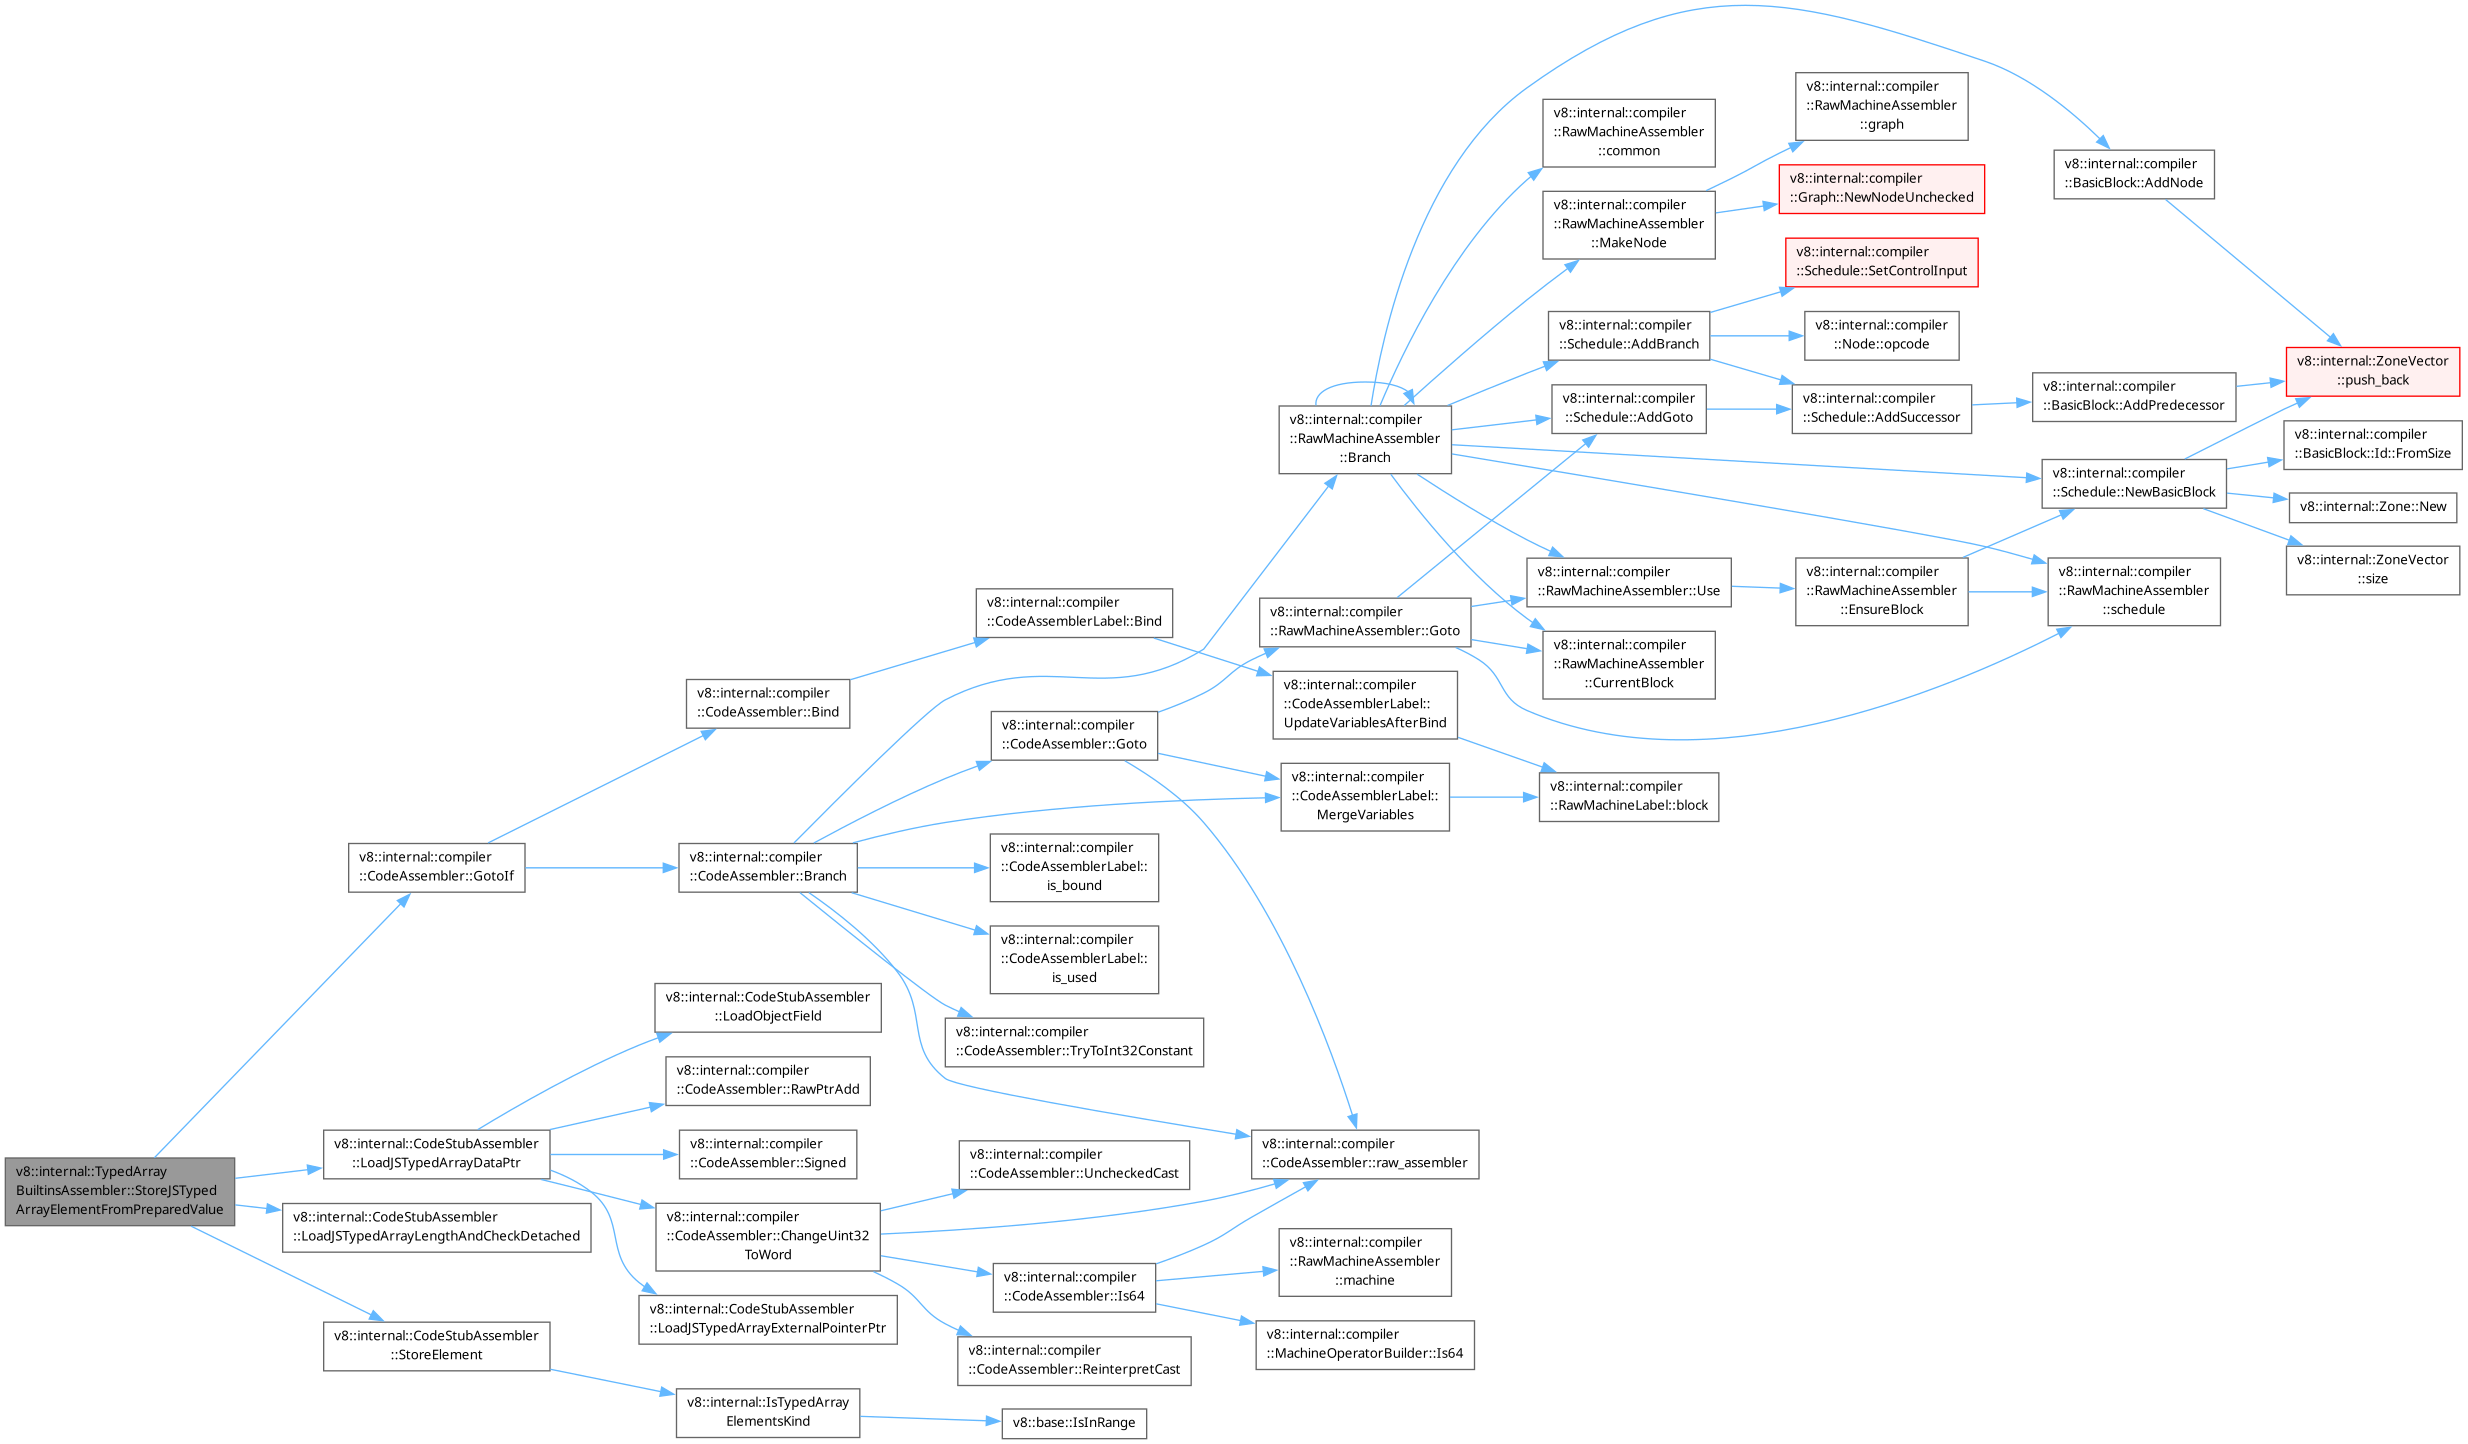 v8::internal::TypedArray
BuiltinsAssembler::StoreJSTyped
ArrayElementFromPreparedValue
v8::internal::compiler
::CodeAssembler::GotoIf
v8::internal::CodeStubAssembler
::LoadJSTypedArrayDataPtr
v8::internal::CodeStubAssembler
::LoadJSTypedArrayLengthAndCheckDetached
v8::internal::CodeStubAssembler
::StoreElement
v8::internal::compiler
::CodeAssembler::Bind
v8::internal::compiler
::CodeAssembler::Branch
v8::internal::CodeStubAssembler
::LoadObjectField
v8::internal::compiler
::CodeAssembler::RawPtrAdd
v8::internal::compiler
::CodeAssembler::Signed
v8::internal::compiler
::CodeAssembler::ChangeUint32
ToWord
v8::internal::CodeStubAssembler
::LoadJSTypedArrayExternalPointerPtr
v8::internal::IsTypedArray
ElementsKind
v8::internal::compiler
::CodeAssemblerLabel::Bind
v8::internal::compiler
::CodeAssembler::Goto
v8::internal::compiler
::CodeAssemblerLabel::
is_bound
v8::internal::compiler
::CodeAssemblerLabel::
is_used
v8::internal::compiler
::CodeAssembler::TryToInt32Constant
v8::internal::compiler
::CodeAssembler::UncheckedCast
v8::internal::compiler
::CodeAssembler::Is64
v8::internal::compiler
::CodeAssembler::ReinterpretCast
v8::base::IsInRange
v8::internal::compiler
::RawMachineAssembler
::Branch
v8::internal::compiler
::RawMachineAssembler::Goto
v8::internal::compiler
::CodeAssemblerLabel::
UpdateVariablesAfterBind
v8::internal::compiler
::CodeAssemblerLabel::
MergeVariables
v8::internal::compiler
::CodeAssembler::raw_assembler
v8::internal::compiler
::RawMachineAssembler
::machine
v8::internal::compiler
::MachineOperatorBuilder::Is64
v8::internal::compiler
::RawMachineAssembler
::common
v8::internal::compiler
::RawMachineAssembler
::MakeNode
v8::internal::compiler
::Schedule::AddBranch
v8::internal::compiler
::Schedule::AddGoto
v8::internal::compiler
::RawMachineAssembler::Use
v8::internal::compiler
::RawMachineAssembler
::CurrentBlock
v8::internal::compiler
::RawMachineLabel::block
v8::internal::compiler
::RawMachineAssembler
::graph
v8::internal::compiler
::Graph::NewNodeUnchecked
v8::internal::compiler
::Schedule::SetControlInput
v8::internal::compiler
::Node::opcode
v8::internal::compiler
::Schedule::AddSuccessor
v8::internal::compiler
::RawMachineAssembler
::EnsureBlock
v8::internal::compiler
::BasicBlock::AddNode
v8::internal::compiler
::BasicBlock::AddPredecessor
v8::internal::compiler
::Schedule::NewBasicBlock
v8::internal::compiler
::RawMachineAssembler
::schedule
v8::internal::ZoneVector
::push_back
v8::internal::compiler
::BasicBlock::Id::FromSize
v8::internal::Zone::New
v8::internal::ZoneVector
::size